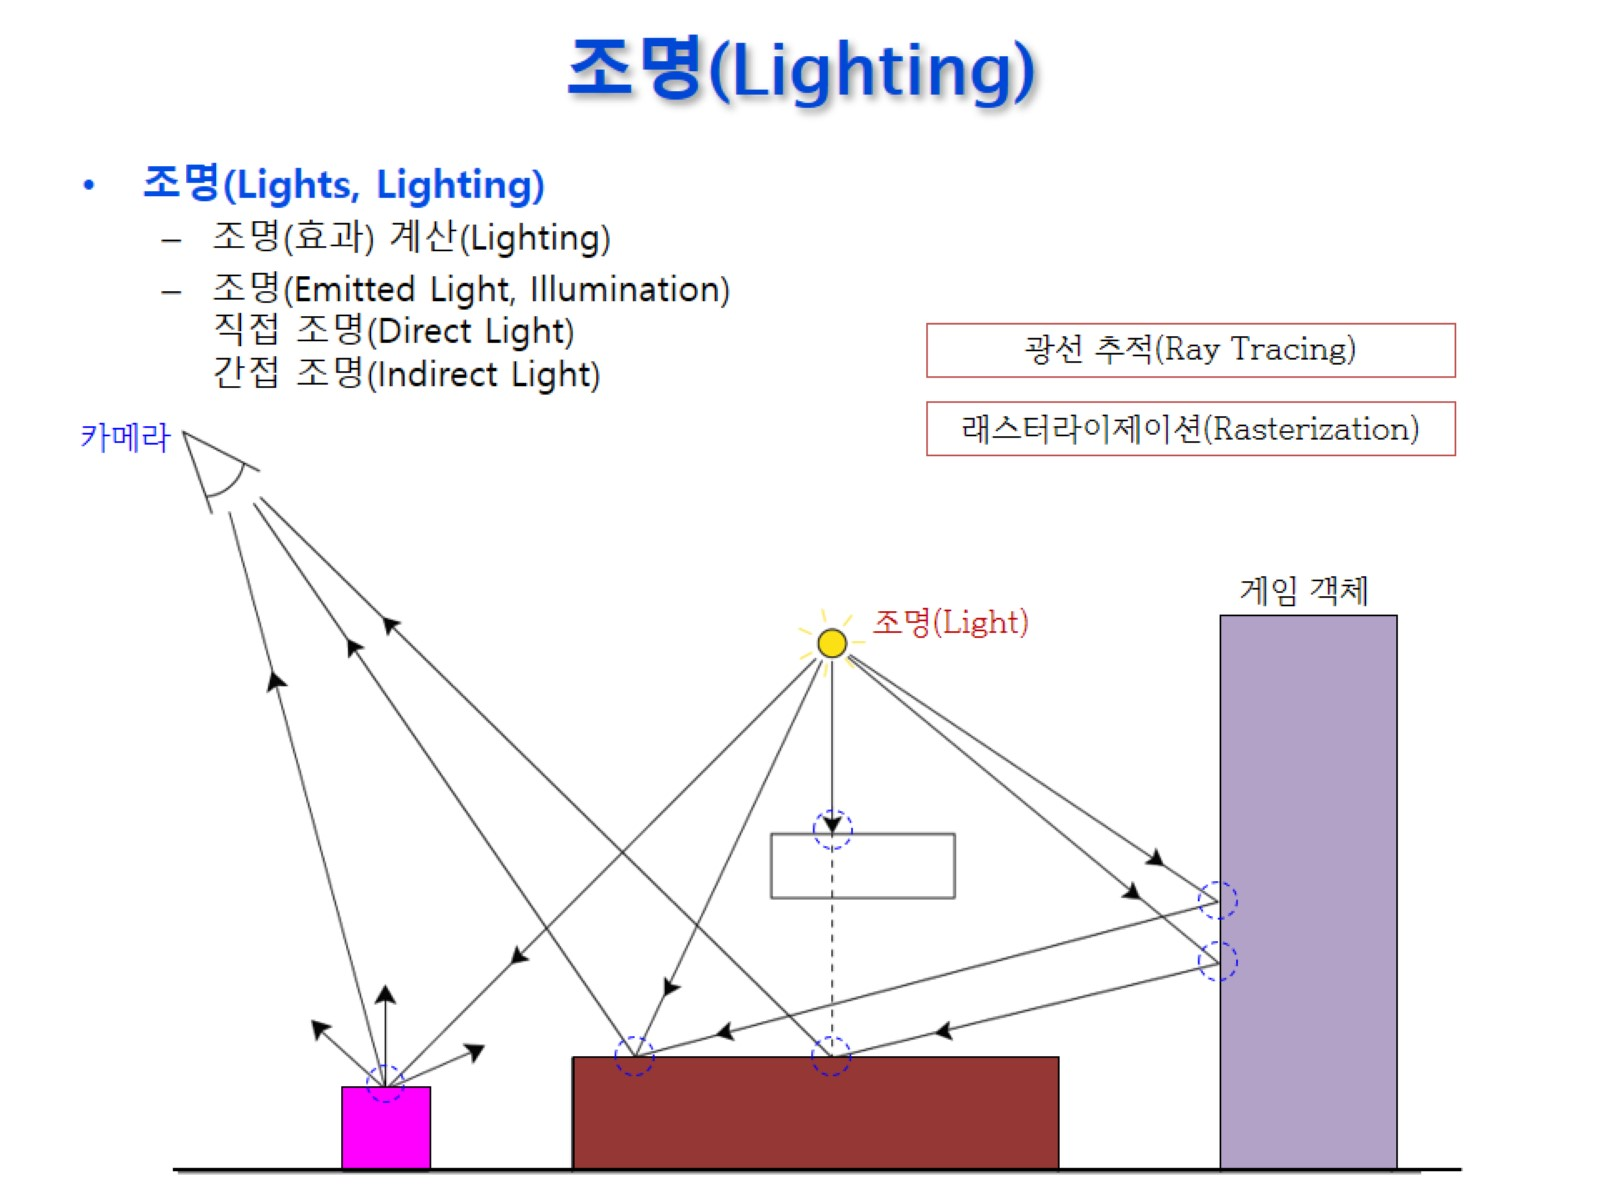 조명(Lighting)
• 조명(Lights, Lighting)
– 조명(효과) 계산(Lighting)
– 조명(Emitted Light, Illumination)
직접 조명(Direct Light)
간접 조명(Indirect Light)
광선 추적(Ray Tracing)
래스터라이제이션(Rasterization)
카메라
게임 객체
조명(Light)